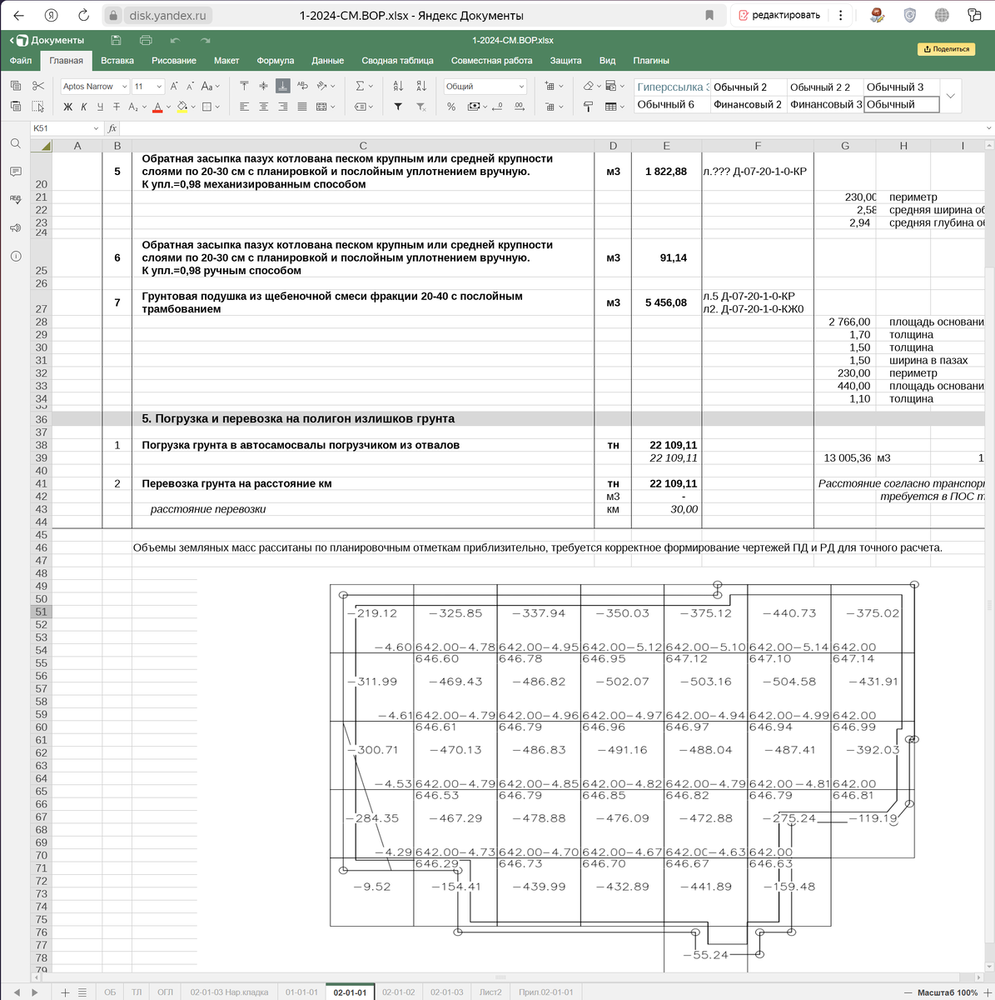 disk.yandex.ru
1-2024-СМ.ВОР.xlsx - Яндекс Документы
редактировать
Документы
1-2024-СМ.ВОР.xlsx
Поделиться
Файл Главная Вставка Рисование Макет Формула Данные Сводная таблица Совместная работа Защита Вид Плагины
Aptos Narrow 11 Общий
Гиперссылка Обычный 2 Обычный 2 2 Обычный 3
Обычный 6 Финансовый 2 Финансовый 3 Обычный
K51 fx
A B C D E F G H I
Обратная засыпка пазух котлована песком крупным или средней крупности
5 слоями по 20-30 см с планировкой и послойным уплотнением вручную. м3 1 822,88 л.??? Д-07-20-1-0-КР
20 К упл.=0,98 механизированным способом
21 230,00 периметр
22 2,58 средняя ширина об
23 2,94 средняя глубина о
24
Обратная засыпка пазух котлована песком крупным или средней крупности
6 слоями по 20-30 см с планировкой и послойным уплотнением вручную. м3 91,14
25 К упл.=0,98 ручным способом
26
7 Грунтовая подушка из щебеночной смеси фракции 20-40 с послойным м3 5 456,08 л.5 Д-07-20-1-0-КР
27 трамбованием л2. Д-07-20-1-0-КЖ0
28 2 766,00 площадь основани
29 1,70 толщина
30 1,50 толщина
31 1,50 ширина в пазах
32 230,00 периметр
33 440,00 площадь основани
34 1,10 толщина
35
36 5. Погрузка и перевозка на полигон излишков грунта
37
38 1 Погрузка грунта в автосамосвалы погрузчиком из отвалов тн 22 109,11
39 22 109,11 13 005,36 м3 1
40
41 2 Перевозка грунта на расстояние км тн 22 109,11 Расстояние согласно транспорт
42 м3 - требуется в ПОС т
43 расстояние перевозки км 30,00
44
45
46 Объемы земляных масс расситаны по планировочным отметкам приблизительно, требуется корректное формирование чертежей ПД и РД для точного расчета.
47
48
49
50
51 −219.12 −325.85 −337.94 −350.03 −375.12 −440.73 −375.02
52
53
54 −4.60 642.00 −4.78 642.00 −4.95 642.00 −5.12 642.00 −5.10 642.00 −5.14 642.00
55 646.60 646.78 646.95 647.12 647.10 647.14
56
57 −311.99 −469.43 −486.82 −502.07 −503.16 −504.58 −431.91
58
59 −4.61 642.00 −4.79 642.00 −4.96 642.00 −4.97 642.00 −4.94 642.00 −4.99 642.00
60 646.61 646.79 646.96 646.97 646.94 646.99
61
62 −300.71 −470.13 −486.83 −491.16 −488.04 −487.41 −392.03
63
64 −4.53 642.00 −4.79 642.00 −4.85 642.00 −4.82 642.00 −4.79 642.00 −4.81 642.00
65 646.53 646.79 646.85 646.82 646.79 646.81
66
67 −284.35 −467.29 −478.88 −476.09 −472.88 −275.24 −119.19
68
69
70 −4.29 642.00 −4.73 642.00 −4.70 642.00 −4.67 642.00 −4.63 642.00
71 646.29 646.73 646.70 646.67 646.63
72
73 −9.52 −154.41 −439.99 −432.89 −441.89 −159.48
74
75
76
77
78 −55.24
79
ОБ ТЛ ОГЛ 02-01-03 Нар.кладка 01-01-01 02-01-01 02-01-02 02-01-03 Лист2 Прил.02-01-01 Масштаб 100%